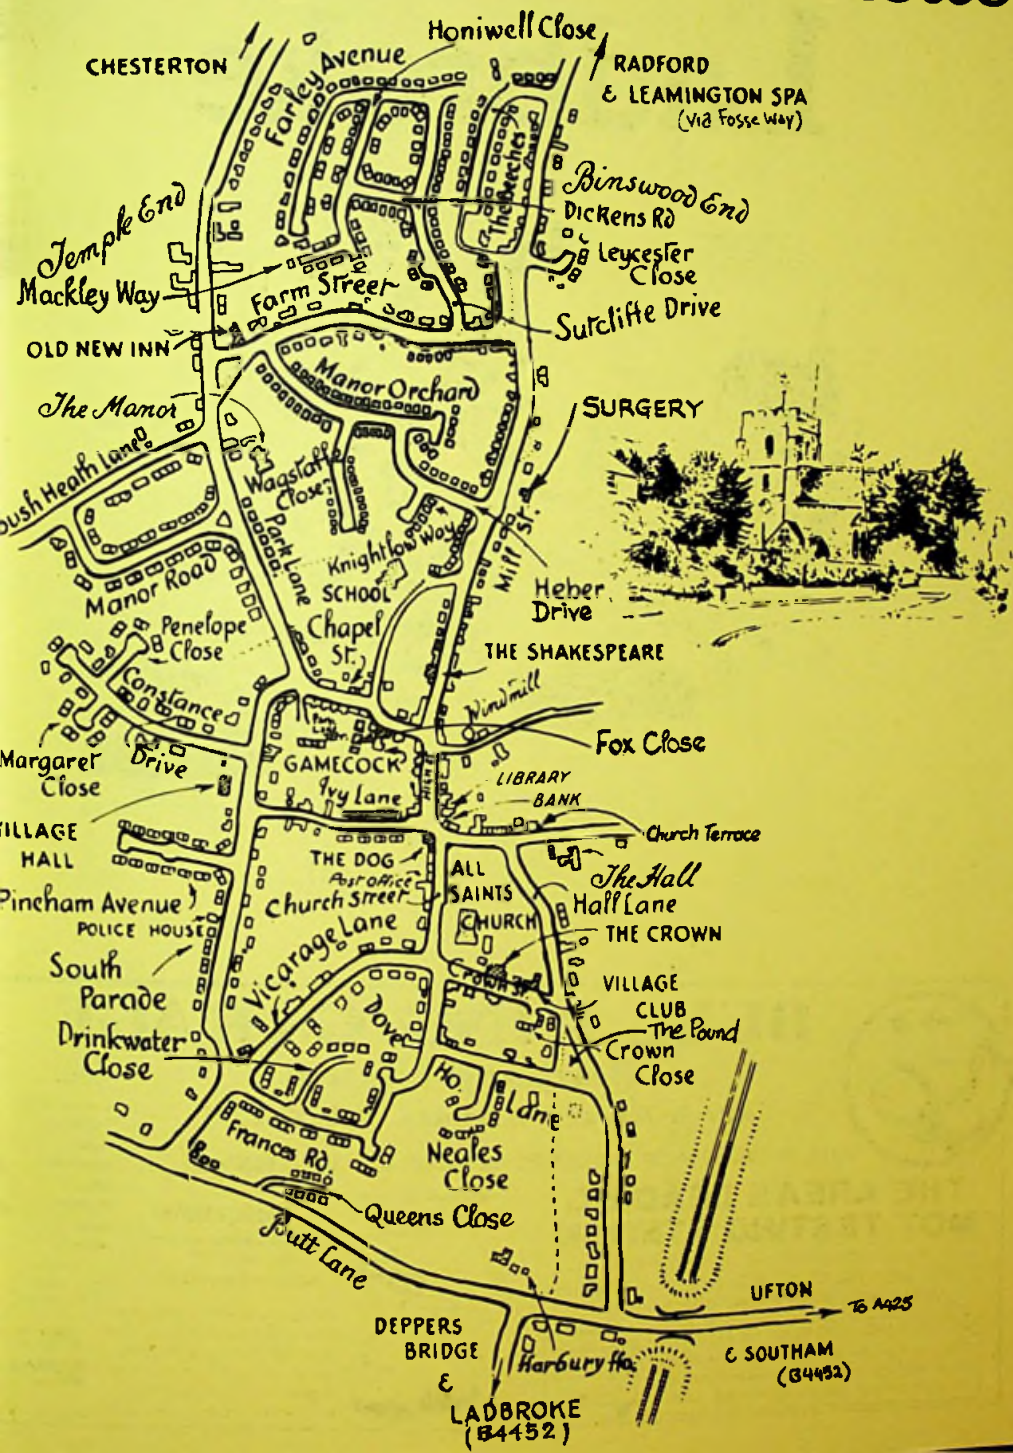 Honiwell Close
CHESTERTON
Farley Avenue
RADFORD
& LEAMINGTON SPA
(Via Fosse Way)
The Beeches
Binswood End
Dickens Rd
Temple End
Leycester
Close
Mackley Way
Farm Street
Sutcliffe Drive
OLD NEW INN
Manor Orchard
The Manor
SURGERY
Heath Lane
Wagstaffe
Close
Park Lane
Knightlow Way
Mill St.
SCHOOL
Manor Road
Heber
Drive
Penelope
Close
Chapel
St.
THE SHAKESPEARE
Constance
Drive
Windmill
Fox Close
Margaret
Close
GAMECOCK
HIGH ST
Ivy Lane
LIBRARY
BANK
VILLAGE
HALL
Church Terrace
THE DOG
Post office
ALL
SAINTS
CHURCH
The Hall
Hall Lane
Pincham Avenue
Church Street
POLICE HOUSE
THE CROWN
Vicarage Lane
South
Parade
Crown St.
VILLAGE
CLUB
Dove
Ho.
Lane
The Pound
Drinkwater
Close
Crown
Close
Frances Rd.
Neales
Close
Queens Close
Butt Lane
UFTON
To A425
DEPPERS
BRIDGE
&
LADBROKE
(B4452)
Harbury Ho.
& SOUTHAM
(B4452)